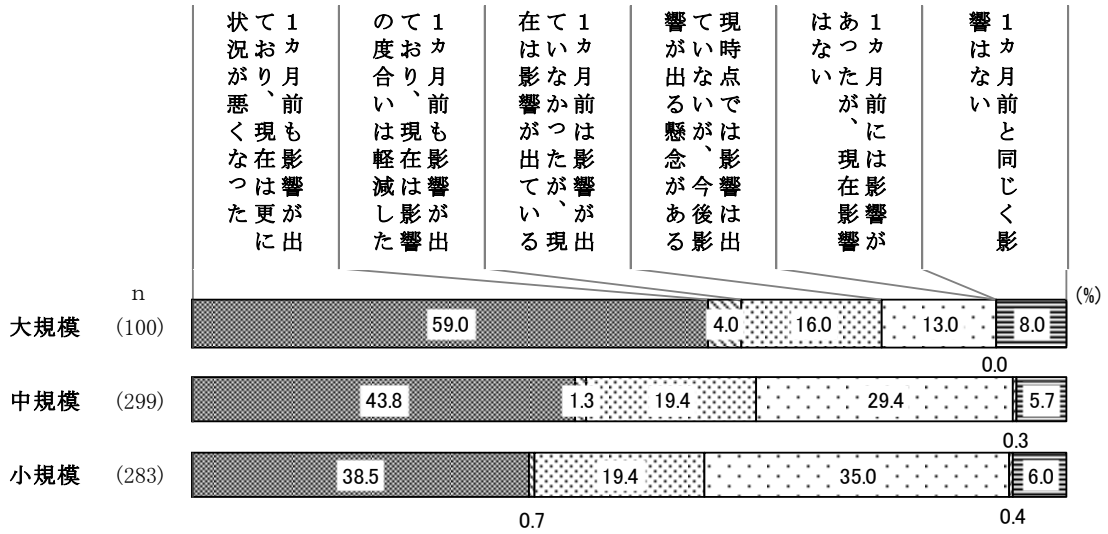 １カ月前も影響が出
ており、現在は更に
状況が悪くなった
１カ月前も影響が出
ており、現在は影響
の度合いは軽減した
１カ月前は影響が出
ていなかったが、現
在は影響が出ている
現時点では影響は出
ていないが、今後影
響が出る懸念がある
１カ月前には影響が
あったが、現在影響
はない
１カ月前と同じく影
響はない
n
(%)
大規模 (100) 59.0 4.0 16.0 13.0 8.0
0.0
中規模 (299) 43.8 1.3 19.4 29.4 5.7
0.3
小規模 (283) 38.5 19.4 35.0 6.0
0.7 0.4